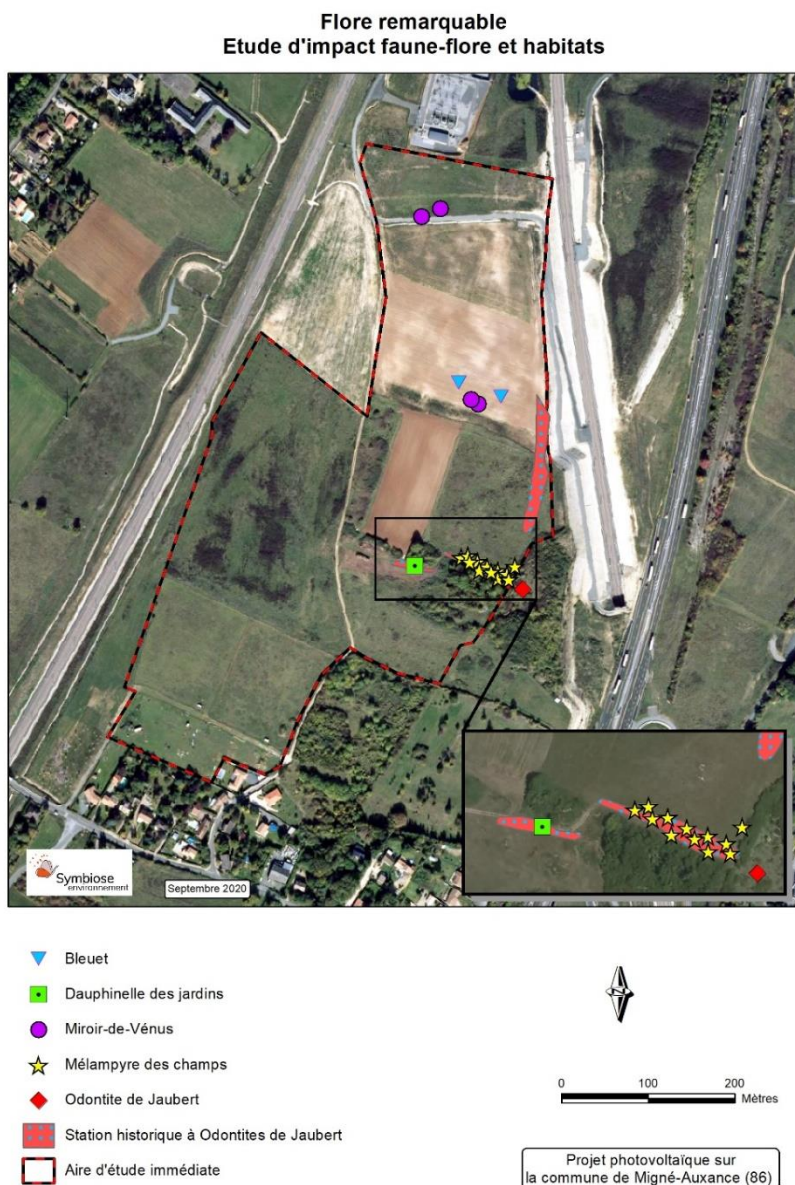 Flore remarquable
Etude d'impact faune-flore et habitats
Symbiose
environnement
Septembre 2020
Bleuet
Dauphinelle des jardins
Miroir-de-Vénus
Mélampyre des champs
Odontite de Jaubert
Station historique à Odontites de Jaubert
Aire d'étude immédiate
N
0 100 200
Mètres
Projet photovoltaïque sur
la commune de Migné-Auxance (86)